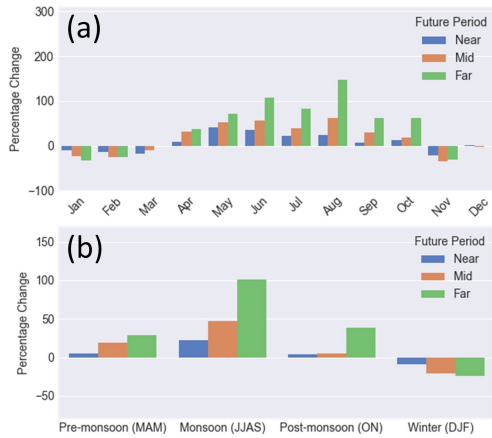 300
(a)
Future Period
Near
Mid
Far
200
100
0
−100
Percentage Change
Jan Feb Mar Apr May Jun Jul Aug Sep Oct Nov Dec
150
(b)
Future Period
Near
Mid
Far
100
50
0
−50
Percentage Change
Pre-monsoon (MAM) Monsoon (JJAS) Post-monsoon (ON) Winter (DJF)